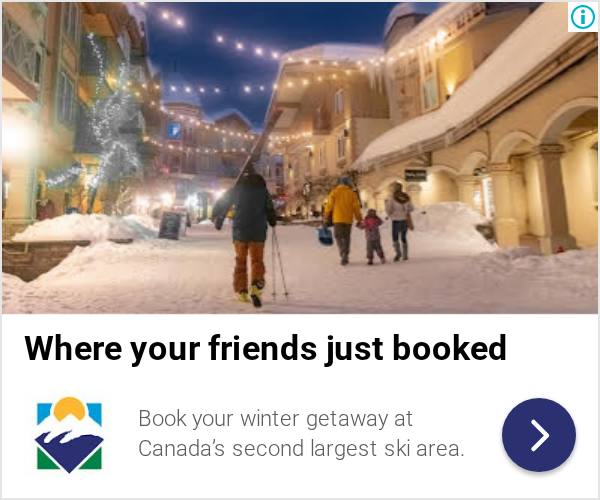 Where your friends just booked
Book your winter getaway at
Canada’s second largest ski area.